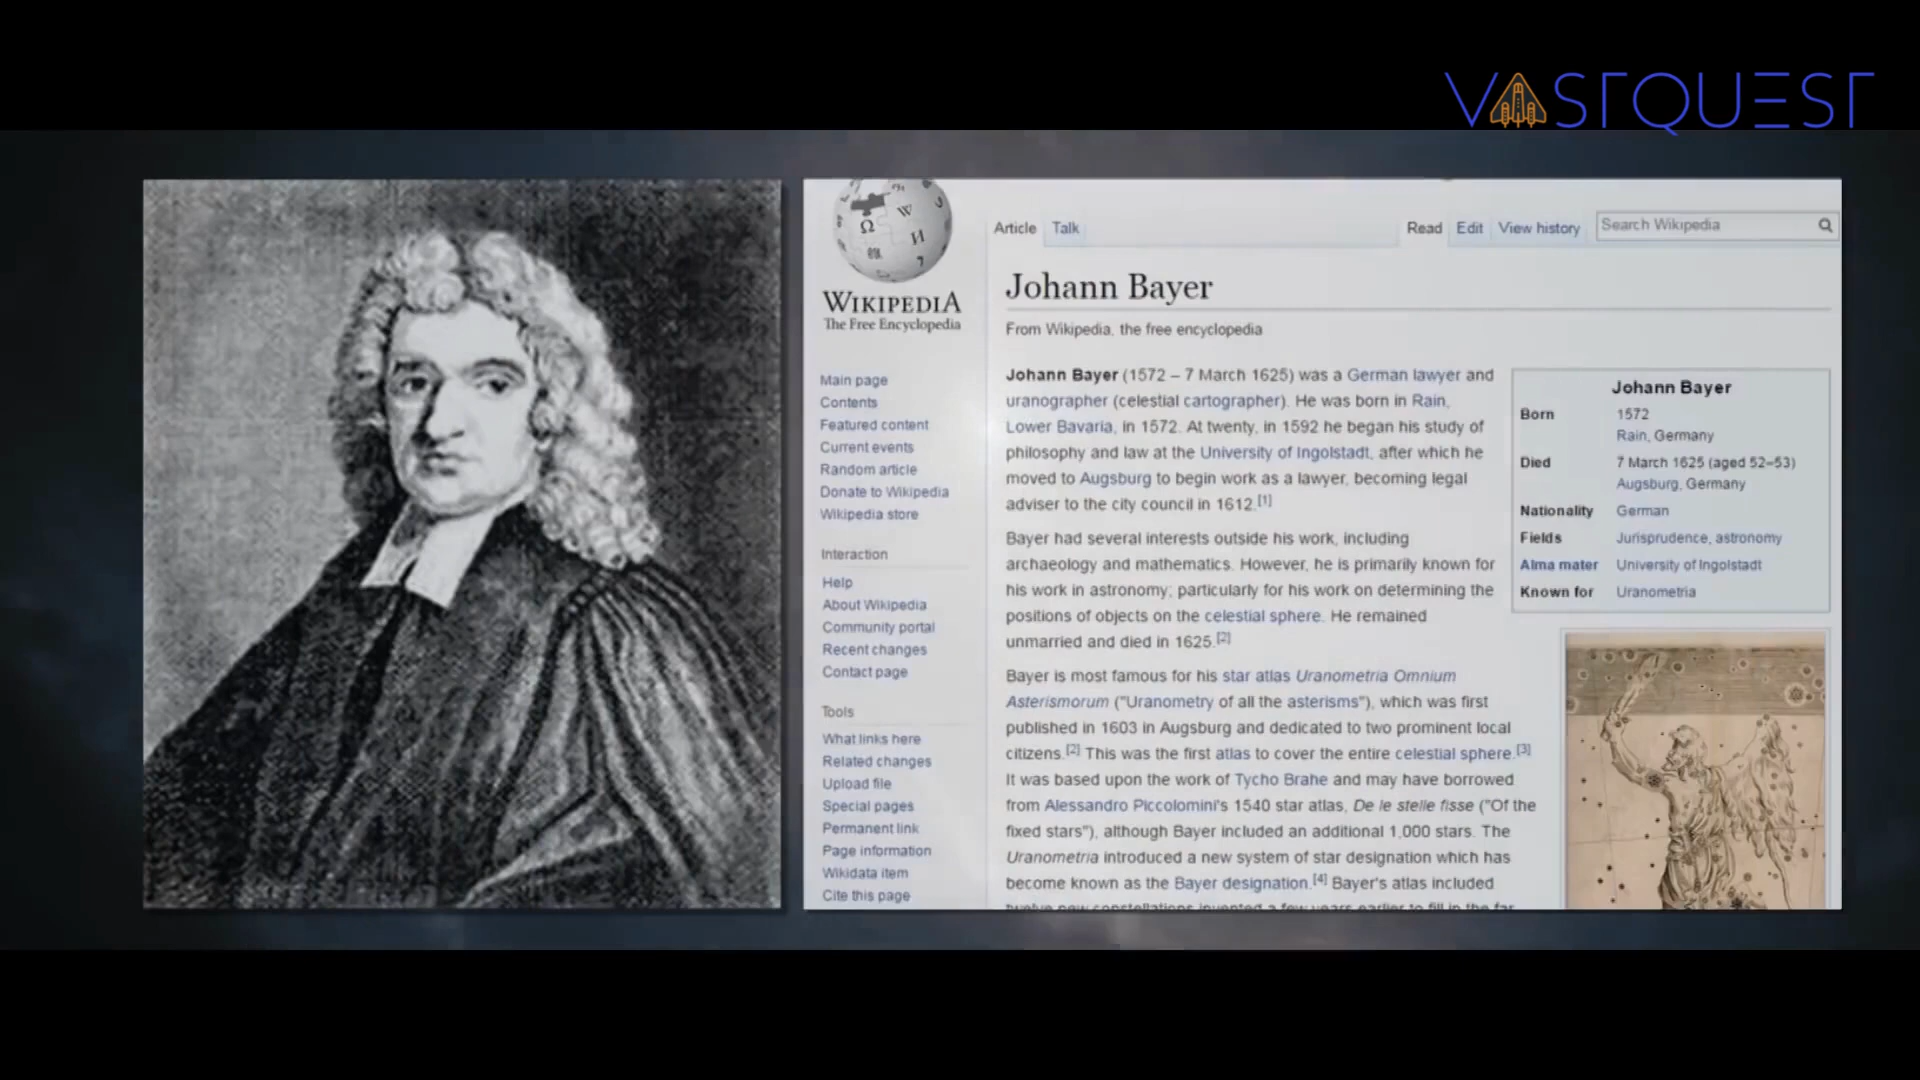 VASTQUEST
WIKIPEDIA
The Free Encyclopedia
Main page
Contents
Featured content
Current events
Random article
Donate to Wikipedia
Wikipedia store
Interaction
Help
About Wikipedia
Community portal
Recent changes
Contact page
Tools
What links here
Related changes
Upload file
Special pages
Permanent link
Page information
Wikidata item
Cite this page
Article Talk
Read Edit View history
Search Wikipedia
Johann Bayer
From Wikipedia, the free encyclopedia
Johann Bayer (1572 – 7 March 1625) was a German lawyer and
uranographer (celestial cartographer). He was born in Rain,
Lower Bavaria, in 1572. At twenty, in 1592 he began his study of
philosophy and law at the University of Ingolstadt, after which he
moved to Augsburg to begin work as a lawyer, becoming legal
adviser to the city council in 1612.[1]
Bayer had several interests outside his work, including
archaeology and mathematics. However, he is primarily known for
his work in astronomy; particularly for his work on determining the
positions of objects on the celestial sphere. He remained
unmarried and died in 1625.[2]
Bayer is most famous for his star atlas Uranometria Omnium
Asterismorum ("Uranometry of all the asterisms"), which was first
published in 1603 in Augsburg and dedicated to two prominent local
citizens.[2] This was the first atlas to cover the entire celestial sphere.[3]
It was based upon the work of Tycho Brahe and may have borrowed
from Alessandro Piccolomini's 1540 star atlas, De le stelle fisse ("Of the
fixed stars"), although Bayer included an additional 1,000 stars. The
Uranometria introduced a new system of star designation which has
become known as the Bayer designation.[4] Bayer's atlas included
twelve new constellations invented a few years earlier to fill in the far
Johann Bayer
Born 1572
Rain, Germany
Died 7 March 1625 (aged 52–53)
Augsburg, Germany
Nationality German
Fields Jurisprudence, astronomy
Alma mater University of Ingolstadt
Known for Uranometria